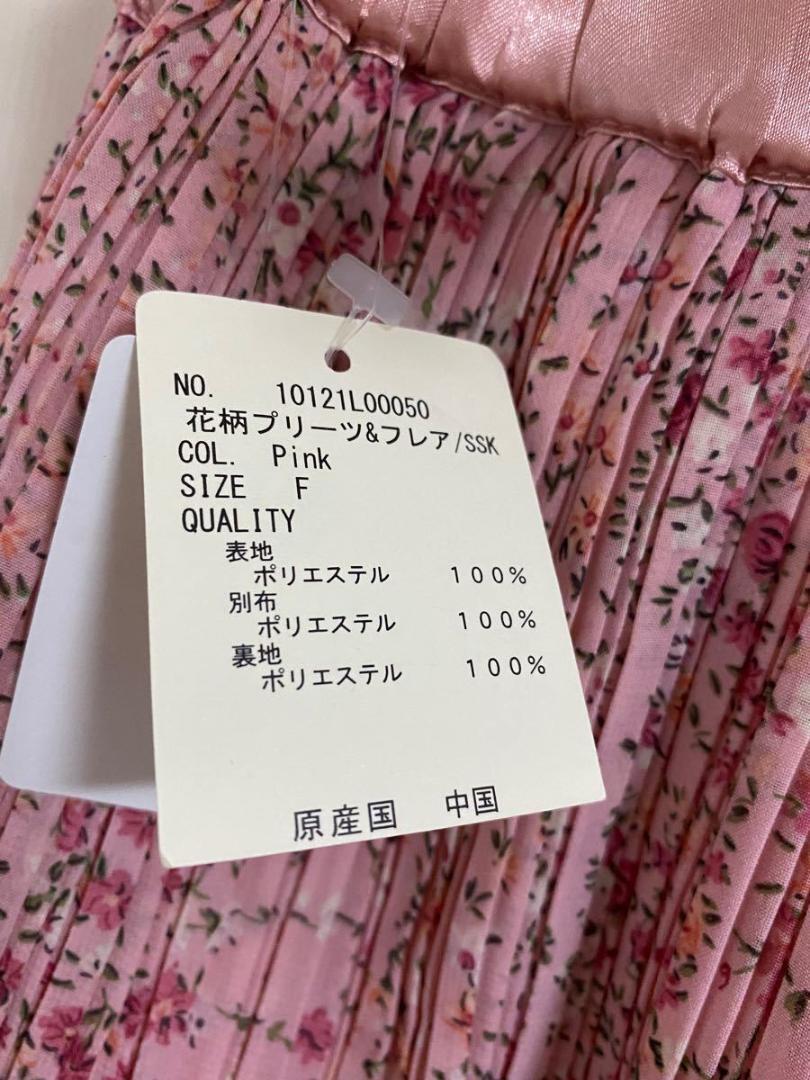 NO. 10121L00050
花柄プリーツ&フレア/SSK
COL. Pink
SIZE F
QUALITY
表地
ポリエステル 100%
別布
ポリエステル 100%
裏地
ポリエステル 100%
原産国 中国